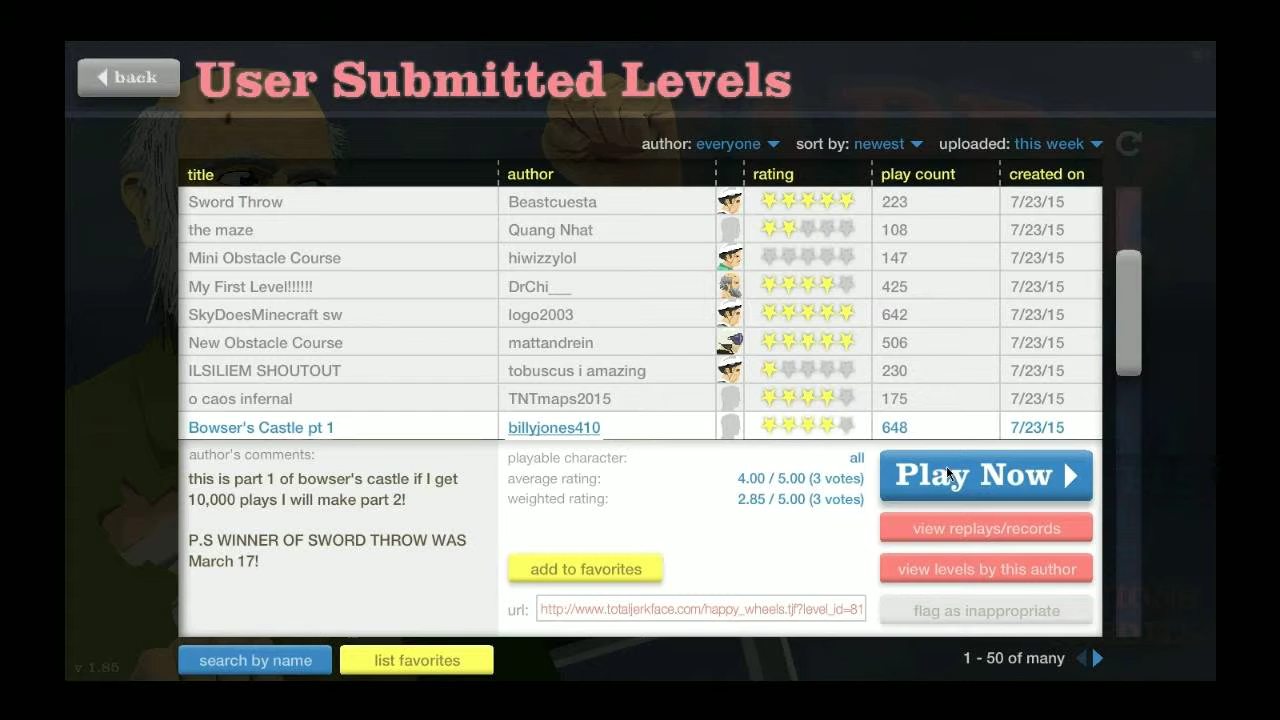 back
User Submitted Levels
author: everyone sort by: newest uploaded: this week
title author rating play count created on
Sword Throw Beastcuesta 223 7/23/15
the maze Quang Nhat 108 7/23/15
Mini Obstacle Course hiwizzylol 147 7/23/15
My First Level!!!!!! DrChi___ 425 7/23/15
SkyDoesMinecraft sw logo2003 642 7/23/15
New Obstacle Course mattandrein 506 7/23/15
ILSILIEM SHOUTOUT tobuscus i amazing 230 7/23/15
o caos infernal TNTmaps2015 175 7/23/15
Bowser's Castle pt 1 billyjones410 648 7/23/15
author's comments:
this is part 1 of bowser's castle if I get
10,000 plays I will make part 2!
P.S WINNER OF SWORD THROW WAS
March 17!
playable character: all
average rating: 4.00 / 5.00 (3 votes)
weighted rating: 2.85 / 5.00 (3 votes)
add to favorites
url: http://www.totaljerkface.com/happy_wheels.tjf?level_id=81
Play Now
view replays/records
view levels by this author
flag as inappropriate
v 1.85
search by name
list favorites
1 - 50 of many